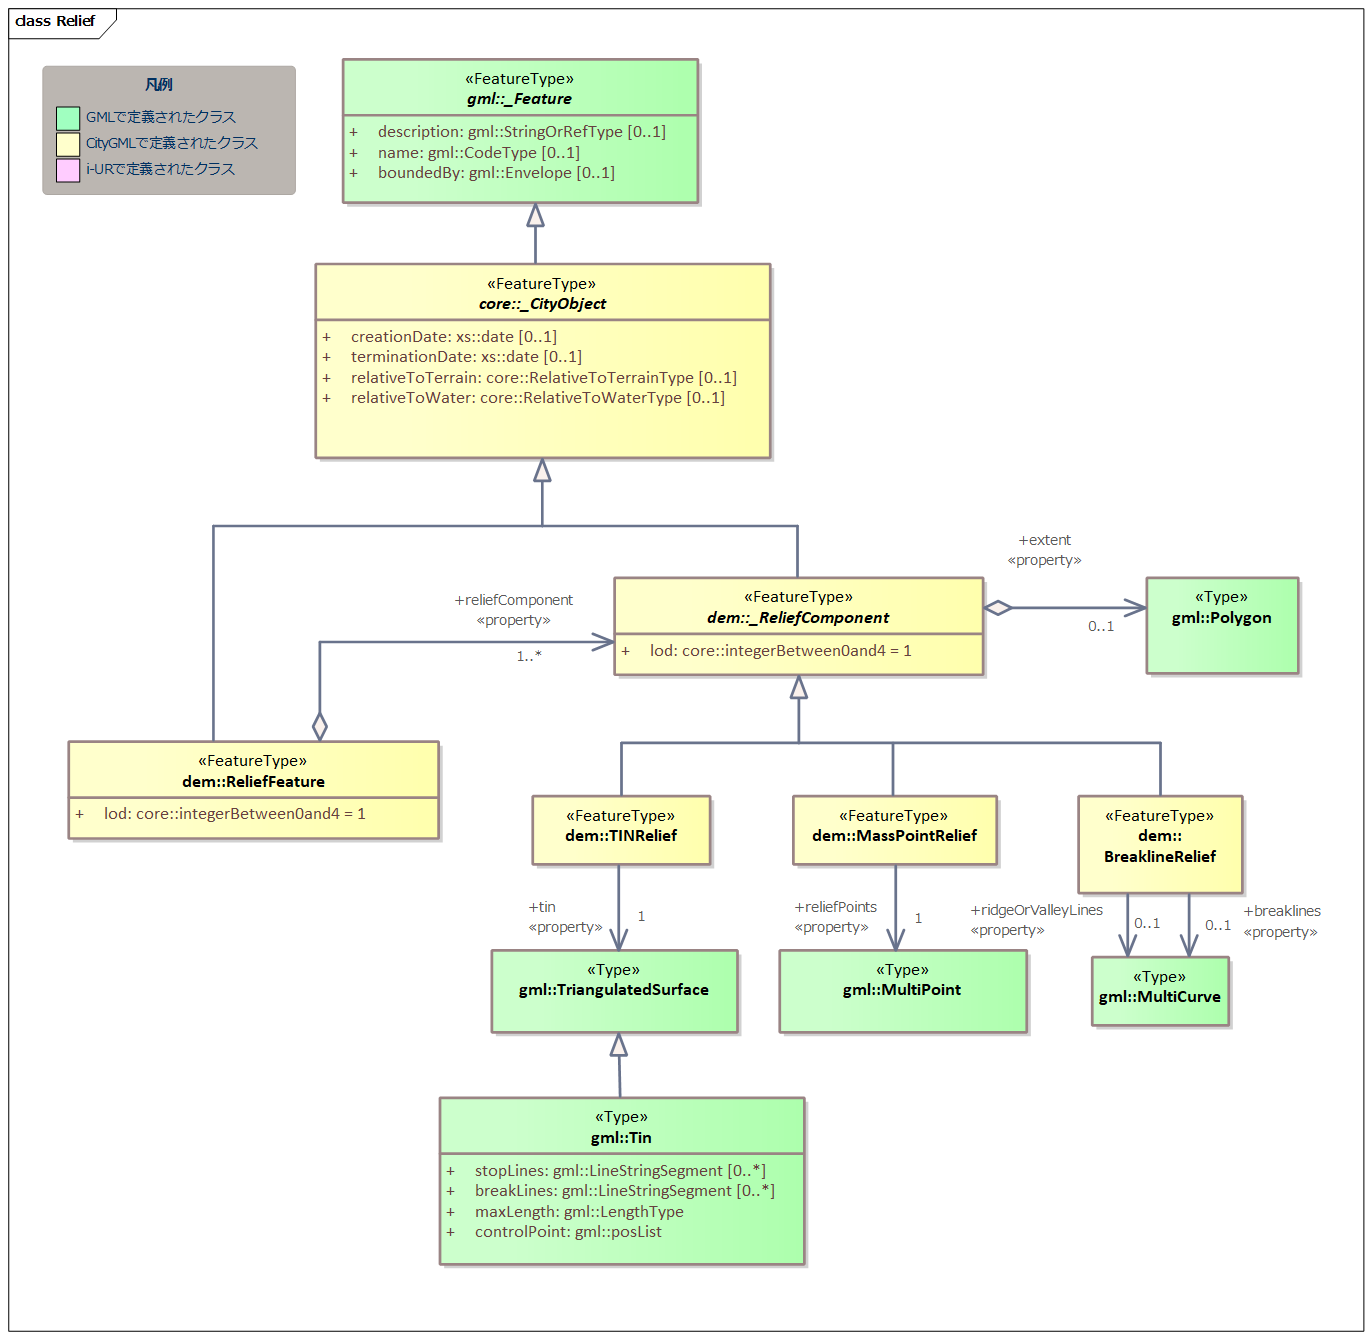 class Relief
凡例
GMLで定義されたクラス
CityGMLで定義されたクラス
i-URで定義されたクラス
«FeatureType»
gml::_Feature
+ description: gml::StringOrRefType [0..1]
+ name: gml::CodeType [0..1]
+ boundedBy: gml::Envelope [0..1]
«FeatureType»
core::_CityObject
+ creationDate: xs::date [0..1]
+ terminationDate: xs::date [0..1]
+ relativeToTerrain: core::RelativeToTerrainType [0..1]
+ relativeToWater: core::RelativeToWaterType [0..1]
+extent
«property»
0..1
«Type»
gml::Polygon
+reliefComponent
«property»
1..*
«FeatureType»
dem::_ReliefComponent
+ lod: core::integerBetween0and4 = 1
«FeatureType»
dem::ReliefFeature
+ lod: core::integerBetween0and4 = 1
«FeatureType»
dem::TINRelief
«FeatureType»
dem::MassPointRelief
«FeatureType»
dem::
BreaklineRelief
+tin
«property»
1
+reliefPoints
«property»
1
+ridgeOrValleyLines
«property»
0..1
0..1
+breaklines
«property»
«Type»
gml::TriangulatedSurface
«Type»
gml::MultiPoint
«Type»
gml::MultiCurve
«Type»
gml::Tin
+ stopLines: gml::LineStringSegment [0..*]
+ breakLines: gml::LineStringSegment [0..*]
+ maxLength: gml::LengthType
+ controlPoint: gml::posList